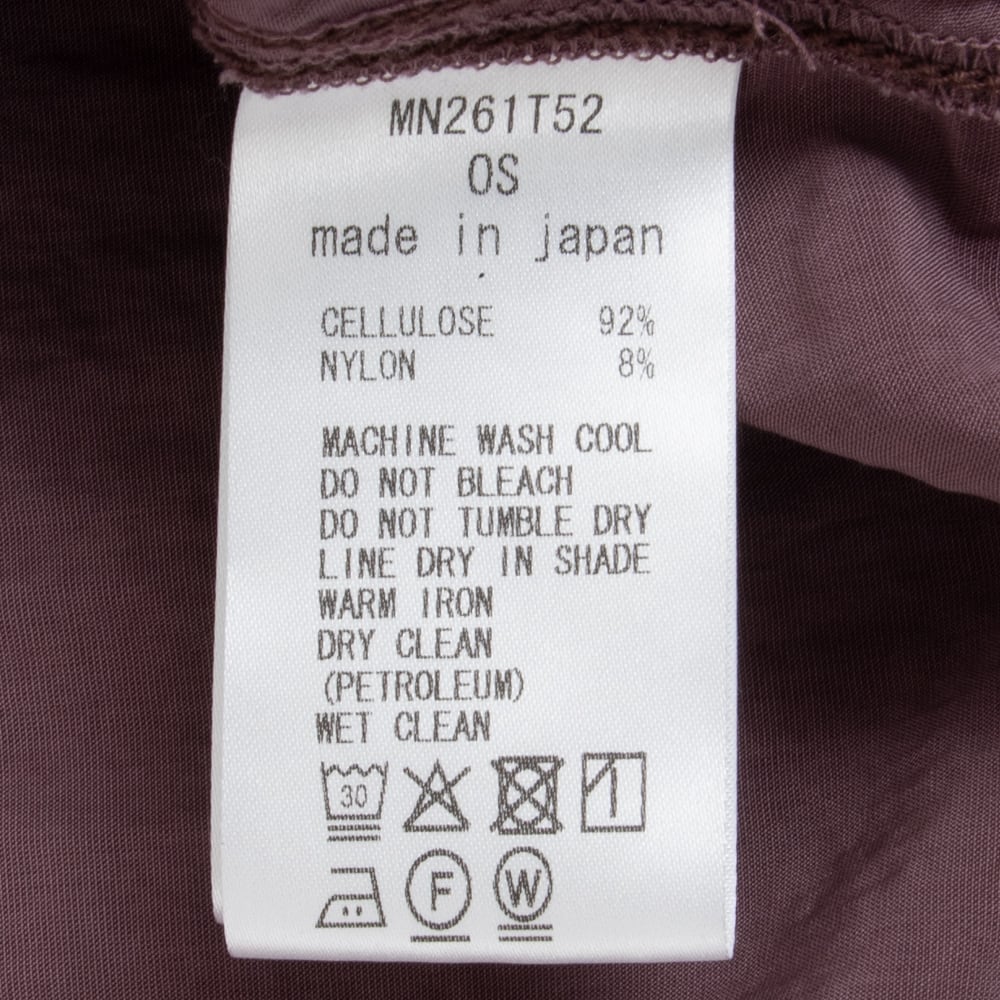 MN261T52
OS
made in japan
CELLULOSE 92%
NYLON 8%
MACHINE WASH COOL
DO NOT BLEACH
DO NOT TUMBLE DRY
LINE DRY IN SHADE
WARM IRON
DRY CLEAN
(PETROLEUM)
WET CLEAN
30
F W